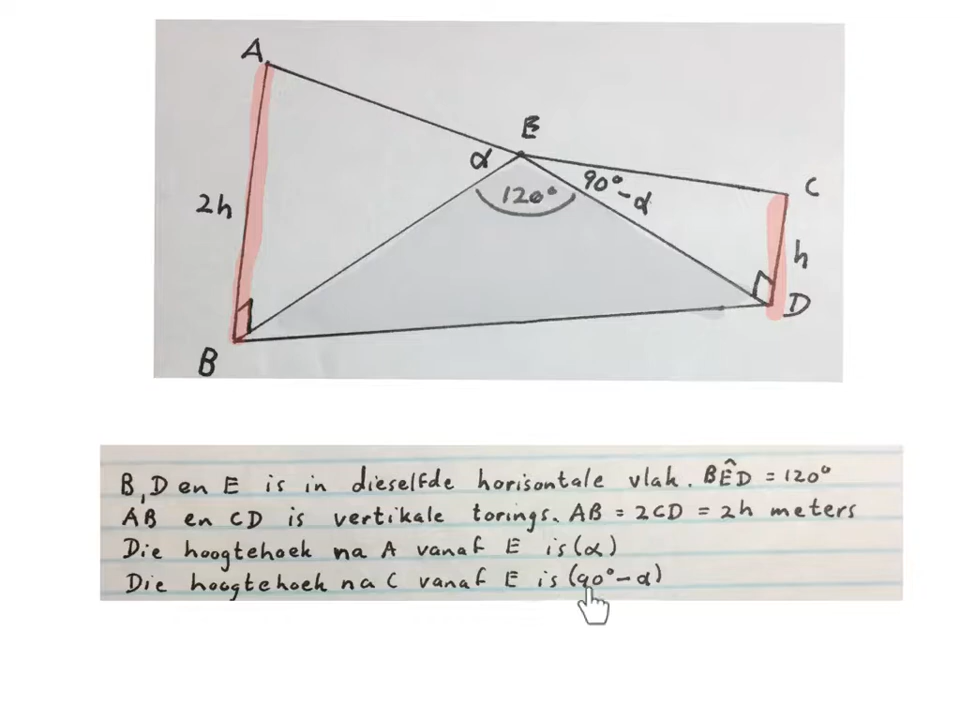 A
E
α
120°
90°-α
C
2h
h
D
B
B, D en E is in dieselfde horisontale vlak. BÊD = 120°
AB en CD is vertikale torings. AB = 2CD = 2h meters
Die hoogtehoek na A vanaf E is (α)
Die hoogtehoek na C vanaf E is (90°-α)